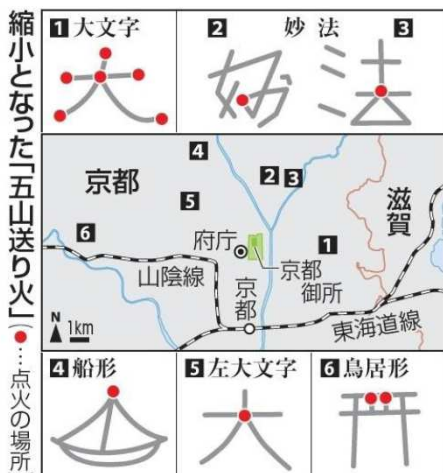 縮小となった「五山送り火」(●…点火の場所)
1 大文字
2 妙法 3
京都
4
2 3
5
滋賀
6
府庁
1
山陰線
京都御所
京都
東海道線
N 1km
4 船形
5 左大文字
6 鳥居形